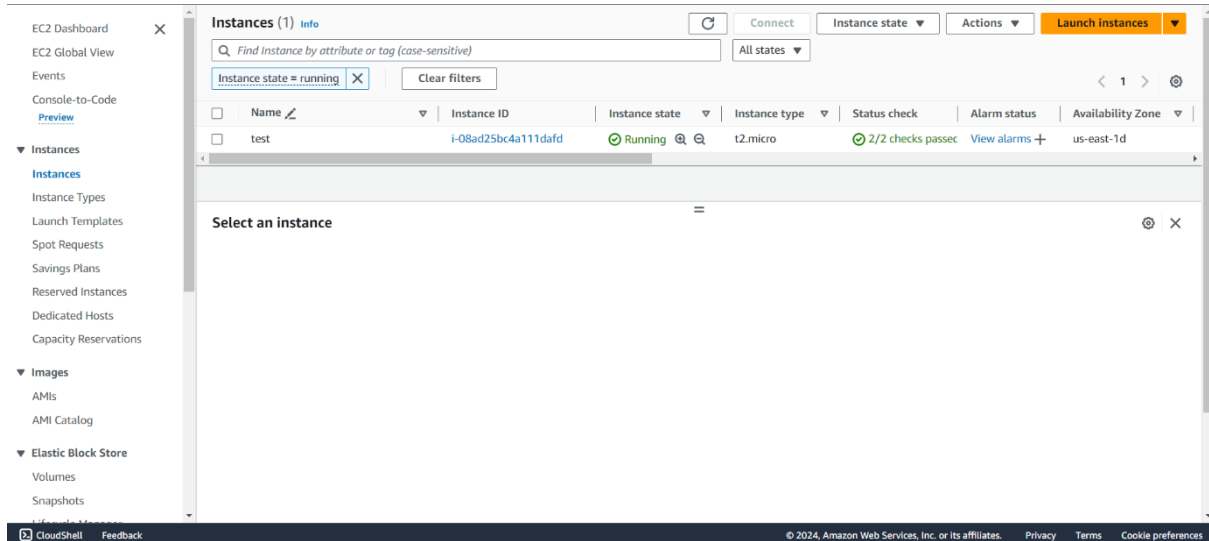 EC2 Dashboard
EC2 Global View
Events
Console-to-Code
Preview
Instances
Instances
Instance Types
Launch Templates
Spot Requests
Savings Plans
Reserved Instances
Dedicated Hosts
Capacity Reservations
Images
AMIs
AMI Catalog
Elastic Block Store
Volumes
Snapshots
Instances (1) Info
Connect Instance state Actions Launch instances
Find Instance by attribute or tag (case-sensitive) All states
Instance state = running Clear filters 1
Name Instance ID Instance state Instance type Status check Alarm status Availability Zone
test i-08ad25bc4a111dafd Running t2.micro 2/2 checks passed View alarms us-east-1d
Select an instance
CloudShell Feedback © 2024, Amazon Web Services, Inc. or its affiliates. Privacy Terms Cookie preferences